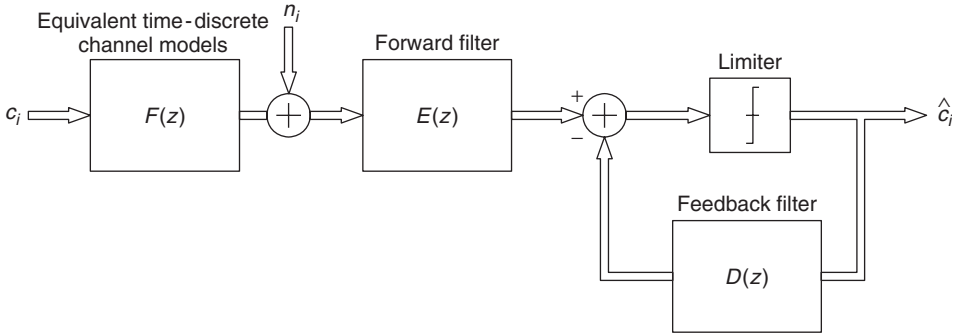 Equivalent time-discrete
channel models
n_i
Forward filter
Limiter
c_i
F(z)
+
E(z)
+
−
+
ĉ_i
Feedback filter
D(z)